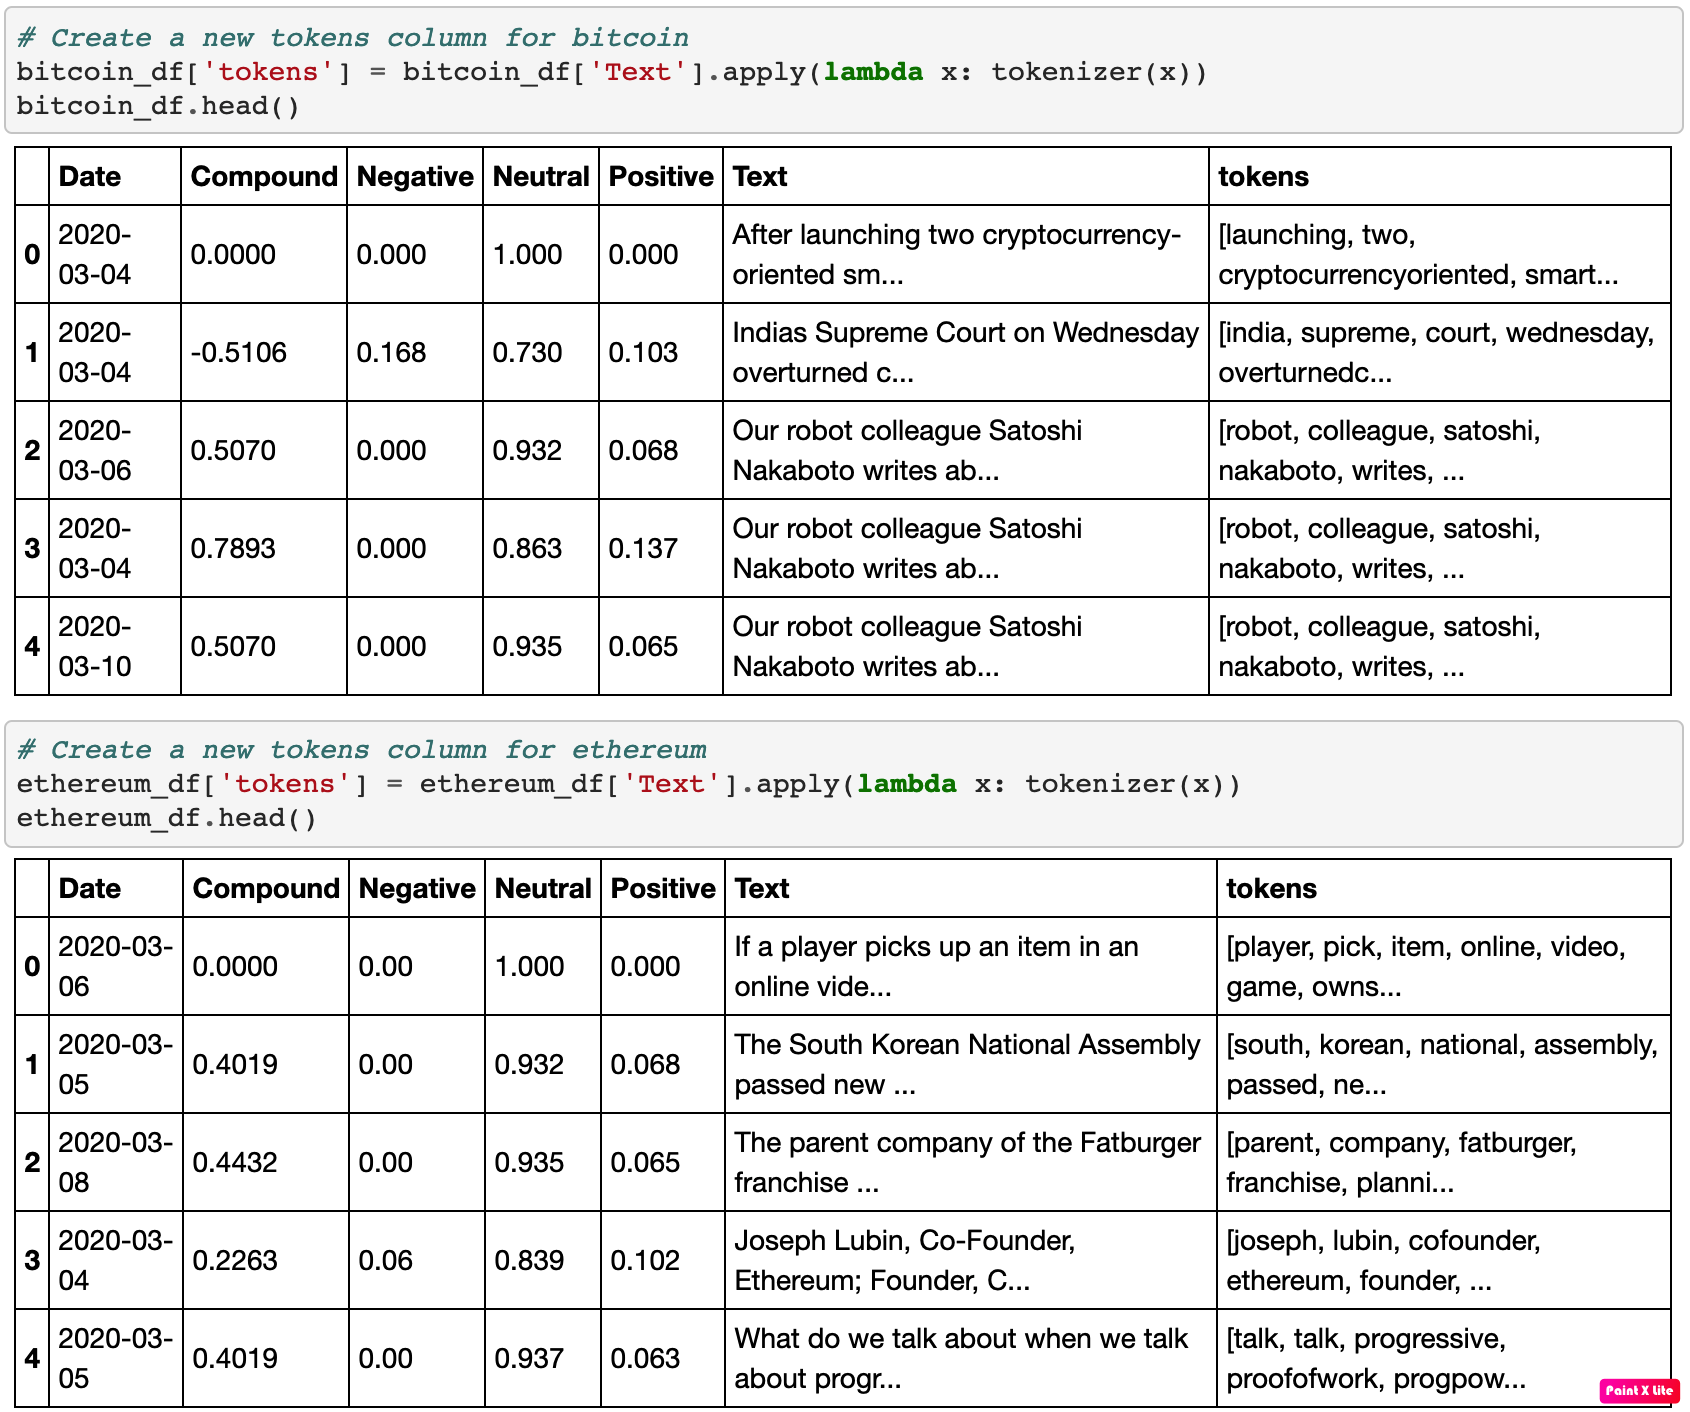 # Create a new tokens column for bitcoin
bitcoin_df['tokens'] = bitcoin_df['Text'].apply(lambda x: tokenizer(x))
bitcoin_df.head()
Date Compound Negative Neutral Positive Text tokens
0 2020-03-04 0.0000 0.000 1.000 0.000 After launching two cryptocurrency-oriented sm... [launching, two, cryptocurrencyoriented, smart...
1 2020-03-04 -0.5106 0.168 0.730 0.103 Indias Supreme Court on Wednesday overturned c... [india, supreme, court, wednesday, overturnedc...
2 2020-03-06 0.5070 0.000 0.932 0.068 Our robot colleague Satoshi Nakaboto writes ab... [robot, colleague, satoshi, nakaboto, writes, ...
3 2020-03-04 0.7893 0.000 0.863 0.137 Our robot colleague Satoshi Nakaboto writes ab... [robot, colleague, satoshi, nakaboto, writes, ...
4 2020-03-10 0.5070 0.000 0.935 0.065 Our robot colleague Satoshi Nakaboto writes ab... [robot, colleague, satoshi, nakaboto, writes, ...
# Create a new tokens column for ethereum
ethereum_df['tokens'] = ethereum_df['Text'].apply(lambda x: tokenizer(x))
ethereum_df.head()
Date Compound Negative Neutral Positive Text tokens
0 2020-03-06 0.0000 0.00 1.000 0.000 If a player picks up an item in an online vide... [player, pick, item, online, video, game, owns...
1 2020-03-05 0.4019 0.00 0.932 0.068 The South Korean National Assembly passed new ... [south, korean, national, assembly, passed, ne...
2 2020-03-08 0.4432 0.00 0.935 0.065 The parent company of the Fatburger franchise ... [parent, company, fatburger, franchise, planni...
3 2020-03-04 0.2263 0.06 0.839 0.102 Joseph Lubin, Co-Founder, Ethereum; Founder, C... [joseph, lubin, cofounder, ethereum, founder, ...
4 2020-03-05 0.4019 0.00 0.937 0.063 What do we talk about when we talk about progr... [talk, talk, progressive, proofofwork, progpow...
Paint X Lite